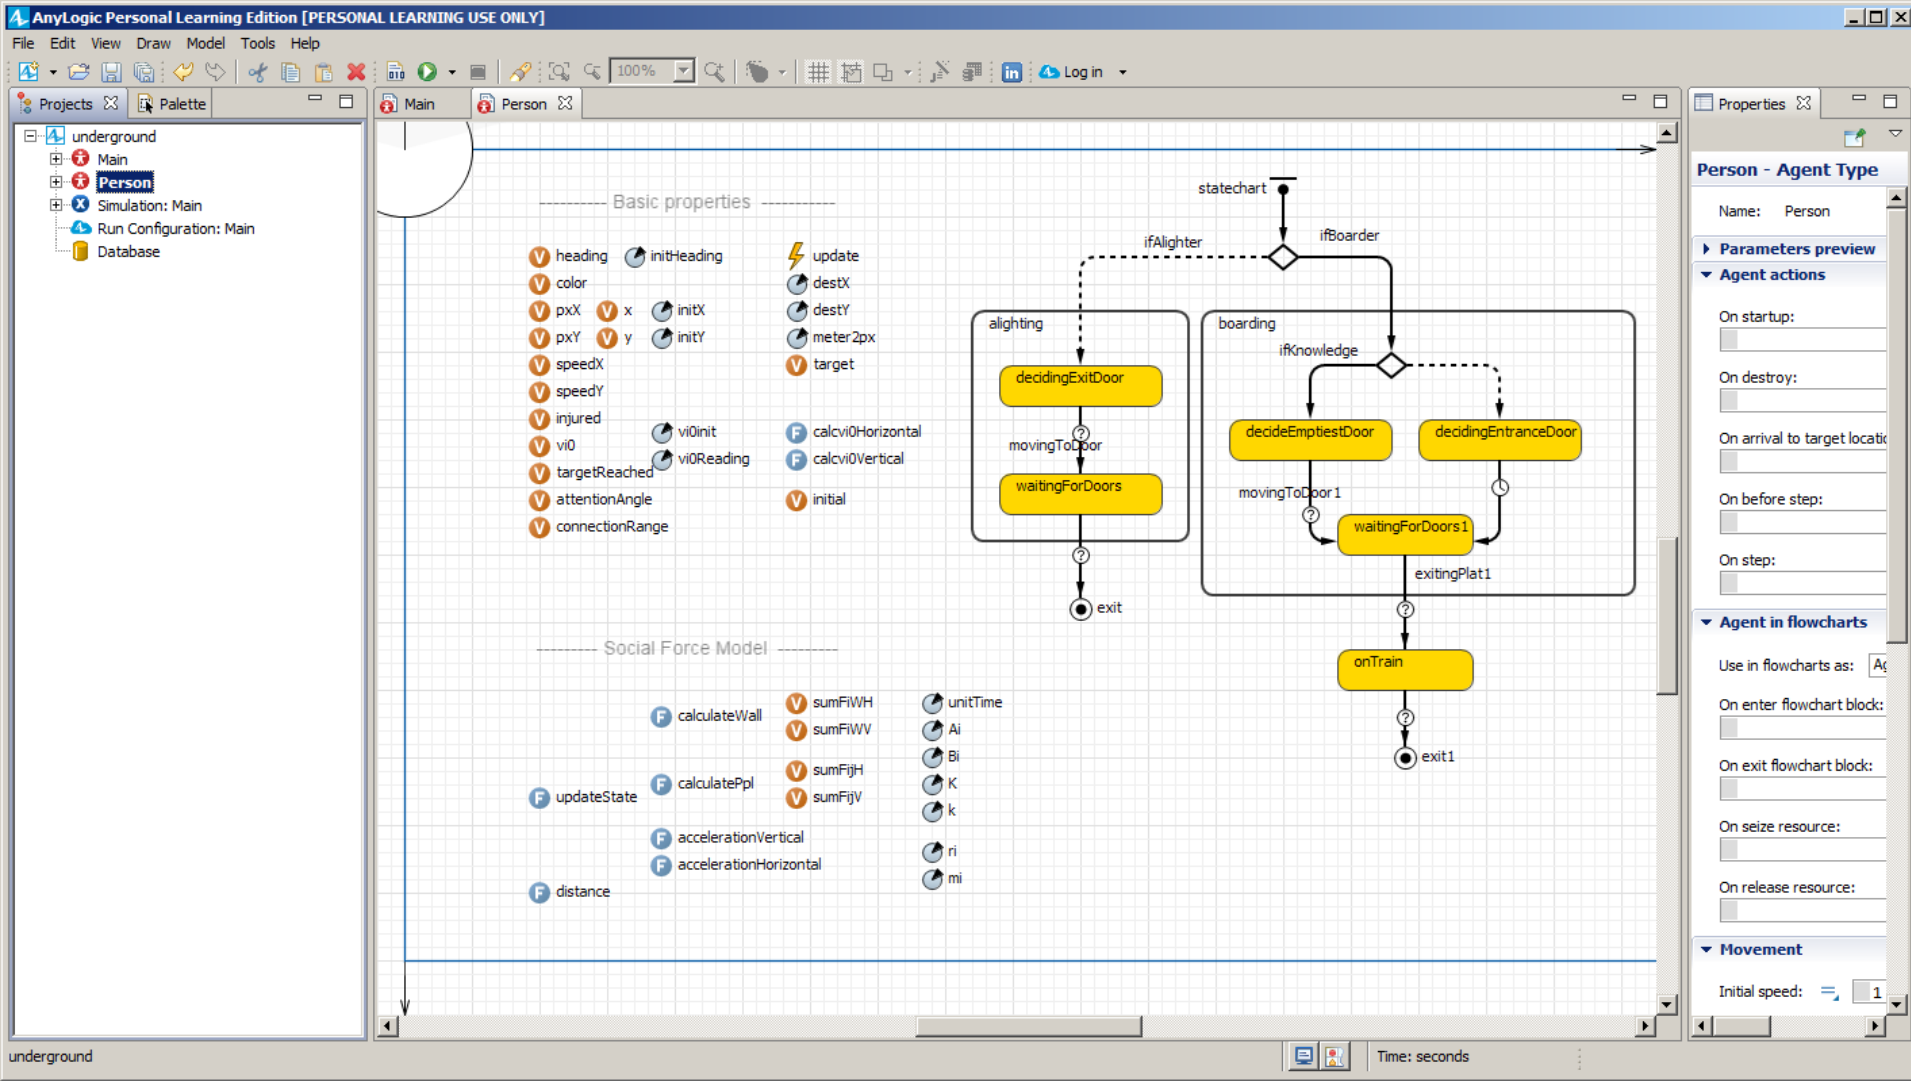 AnyLogic Personal Learning Edition [PERSONAL LEARNING USE ONLY]
File Edit View Draw Model Tools Help
100%
Log in
Projects
Palette
underground
Main
Person
Simulation: Main
Run Configuration: Main
Database
Main
Person
---------- Basic properties -----------
heading
initHeading
update
color
destX
pxX
x
initX
destY
pxY
y
initY
meter2px
speedX
target
speedY
injured
vi0
vi0init
calcvi0Horizontal
vi0Reading
calcvi0Vertical
targetReached
attentionAngle
initial
connectionRange
--------- Social Force Model ---------
sumFiWH
unitTime
calculateWall
sumFiWV
Ai
Bi
sumFijH
calculatePpl
K
updateState
sumFijV
k
accelerationVertical
ri
accelerationHorizontal
mi
distance
statechart
ifAlighter
ifBoarder
alighting
decidingExitDoor
?
movingToDoor
waitingForDoors
?
exit
boarding
ifKnowledge
decideEmptiestDoor
decidingEntranceDoor
movingToDoor1
?
waitingForDoors1
exitingPlat1
?
onTrain
?
exit1
Properties
Person - Agent Type
Name: Person
Parameters preview
Agent actions
On startup:
On destroy:
On arrival to target locatic
On before step:
On step:
Agent in flowcharts
Use in flowcharts as: Ag
On enter flowchart block:
On exit flowchart block:
On seize resource:
On release resource:
Movement
Initial speed: 1
underground
Time: seconds